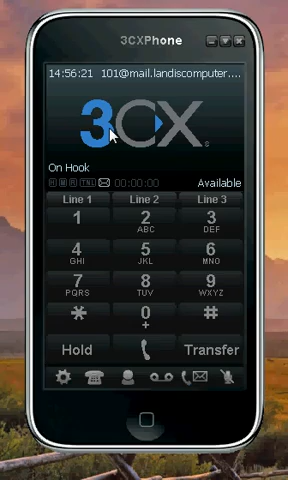 3CXPhone
14:56:21 101@mail.landiscomputer....
3CX
On Hook
00:00:00 Available
Line 1 Line 2 Line 3
1 2 3
ABC DEF
4 5 6
GHI JKL MNO
7 8 9
PQRS TUV WXYZ
* 0 #
+
Hold Transfer